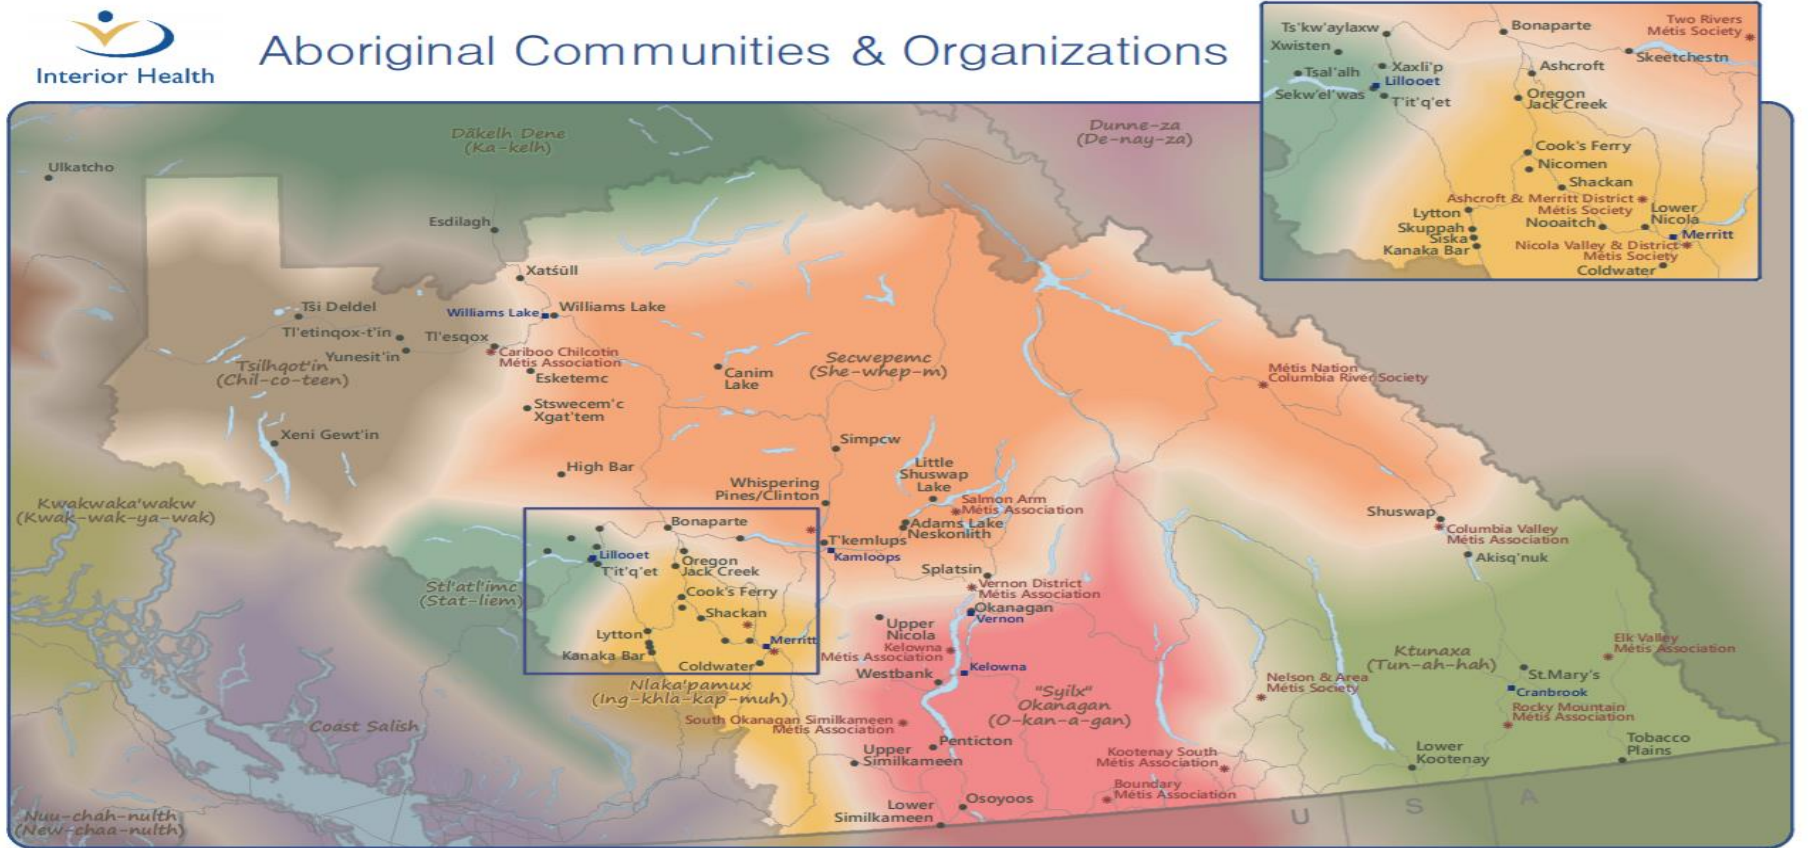 Interior Health
Aboriginal Communities & Organizations
Ts'kw'aylaxw
Bonaparte
Two Rivers
Métis Society
Xwisten
Skeetchestn
Tsal'alh
Xaxli'p
Ashcroft
Lillooet
Sekw'el'was
T'it'q'et
Oregon
Jack Creek
Cook's Ferry
Nicomen
Shackan
Ashcroft & Merritt District
Métis Society
Lytton
Lower
Nicola
Skuppah
Nooaitch
Siska
Merritt
Kanaka Bar
Nicola Valley & District
Métis Society
Coldwater
Dâkelh Dene
(Ka-kelh)
Dunne-za
(De-nay-za)
Ulkatcho
Esdilagh
Xatśūll
Tŝi Deldel
Williams Lake
Williams Lake
Tl'etinqox-t'in
Tl'esqox
Yunesit'in
Cariboo Chilcotin
Métis Association
Tsilhqot'in
(Chil-co-teen)
Esketemc
Canim
Lake
Secwepemc
(She-whep-m)
Métis Nation
Columbia River Society
Stswecem'c
Xgat'tem
Xeni Gewt'in
Simpcw
High Bar
Little
Shuswap
Lake
Whispering
Pines/Clinton
Salmon Arm
Métis Association
Kwakwaka'wakw
(Kwak-wak-ya-wak)
Bonaparte
Adams Lake
Neskonlith
Shuswap
Columbia Valley
Métis Association
T'kemlups
Kamloops
Lillooet
T'it'q'et
Oregon
Jack Creek
Akisq'nuk
Splatsin
Stl'atl'imc
(Stat-liem)
Cook's Ferry
Vernon District
Métis Association
Shackan
Okanagan
Vernon
Upper
Nicola
Lytton
Merritt
Kelowna
Métis Association
Kanaka Bar
Coldwater
Westbank
Kelowna
Elk Valley
Métis Association
Ktunaxa
(Tun-ah-hah)
St.Mary's
Cranbrook
Nelson & Area
Métis Society
Nlaka'pamux
(Ing-khla-kap-muh)
"Syilx"
Okanagan
(O-kan-a-gan)
Rocky Mountain
Métis Association
Coast Salish
South Okanagan Similkameen
Métis Association
Penticton
Upper
Similkameen
Kootenay South
Métis Association
Lower
Kootenay
Tobacco
Plains
Boundary
Métis Association
Osoyoos
Lower
Similkameen
Nuu-chah-nulth
(New-chaa-nulth)
U S A